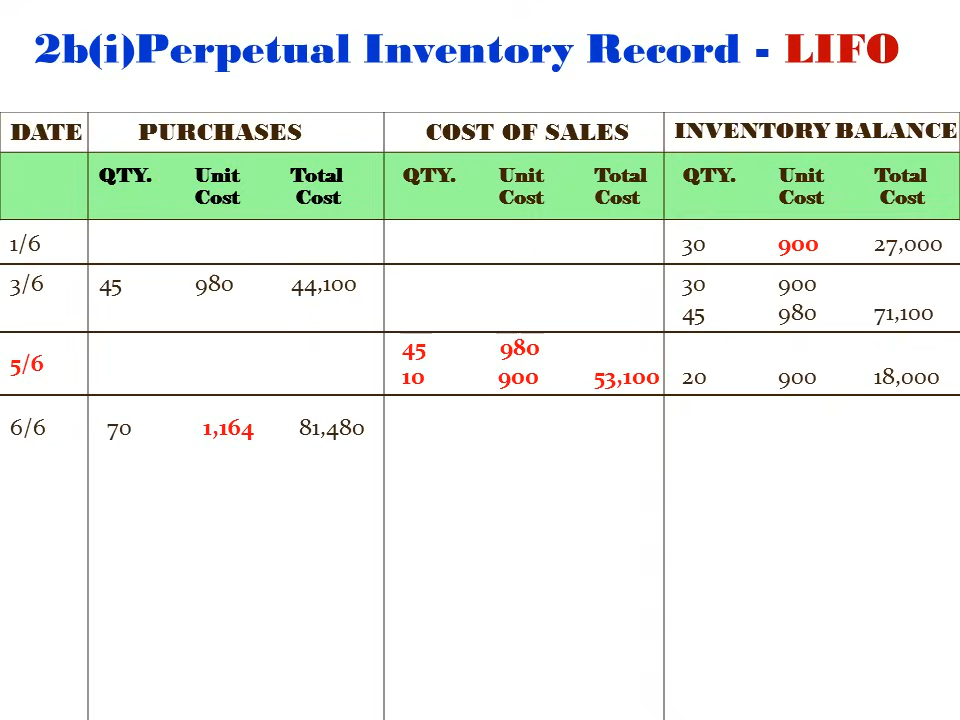 2b(i)Perpetual Inventory Record - LIFO
DATE PURCHASES COST OF SALES INVENTORY BALANCE
QTY. Unit Cost Total Cost QTY. Unit Cost Total Cost QTY. Unit Cost Total Cost
1/6 30 900 27,000
3/6 45 980 44,100 30 900
45 980 71,100
5/6 45 980
10 900 53,100 20 900 18,000
6/6 70 1,164 81,480